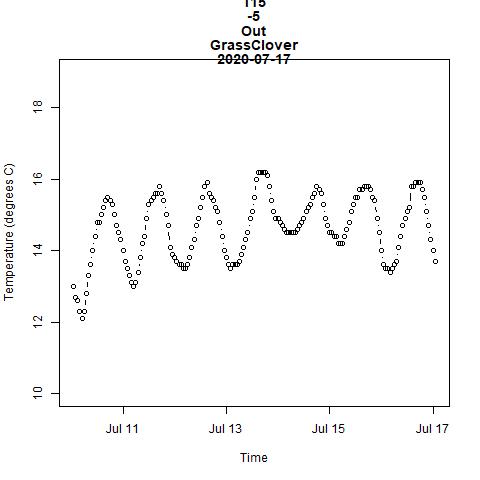 T15
-5
Out
GrassClover
2020-07-17
Temperature (degrees C)
18
16
14
12
10
Jul 11
Jul 13
Jul 15
Jul 17
Time